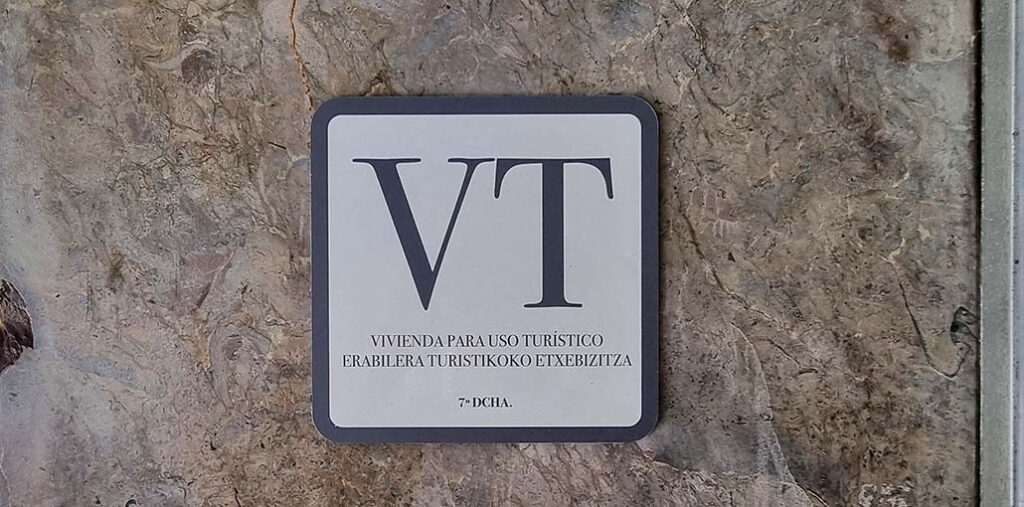 VT
VIVIENDA PARA USO TURÍSTICO
ERABILERA TURISTIKOKO ETXEBIZITZA
7º DCHA.